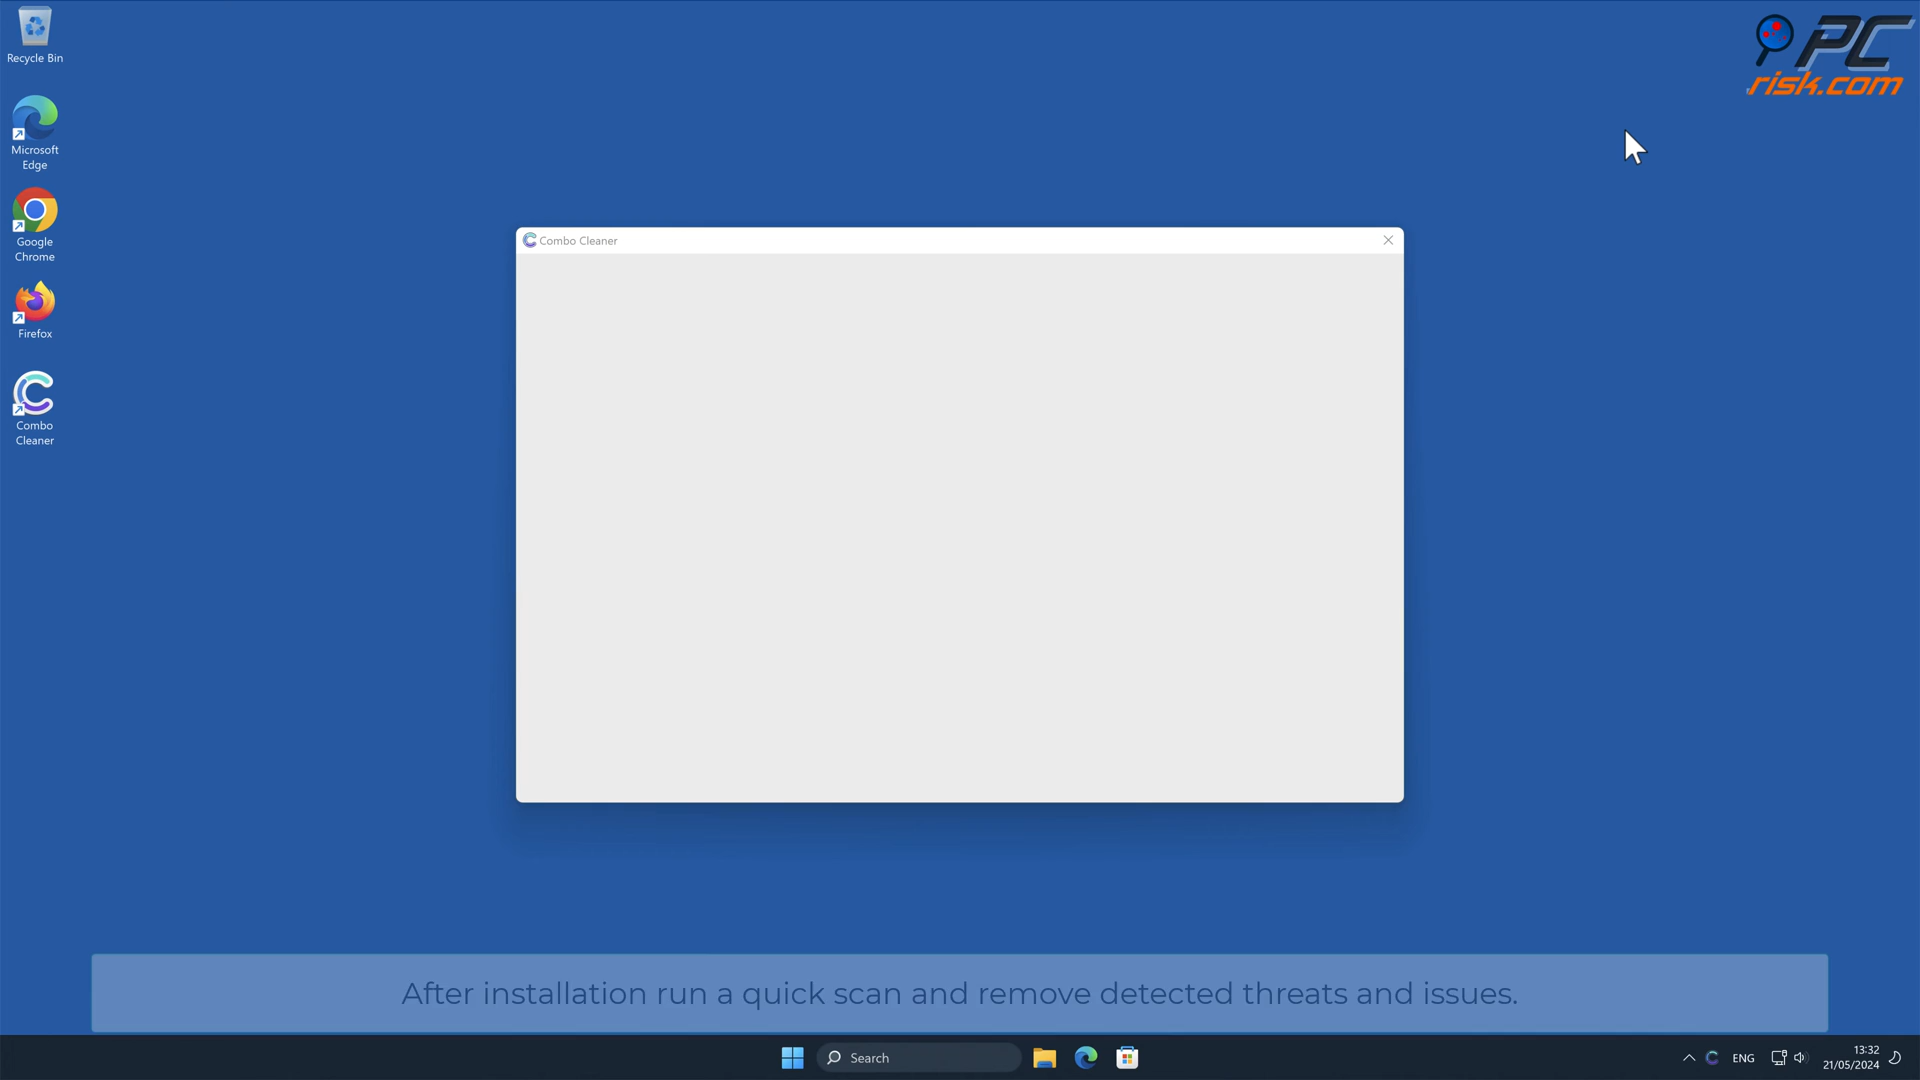 Recycle Bin
PC
risk.com
Microsoft
Edge
Google
Chrome
Firefox
Combo
Cleaner
Combo Cleaner
After installation run a quick scan and remove detected threats and issues.
Search
ENG
13:32
21/05/2024